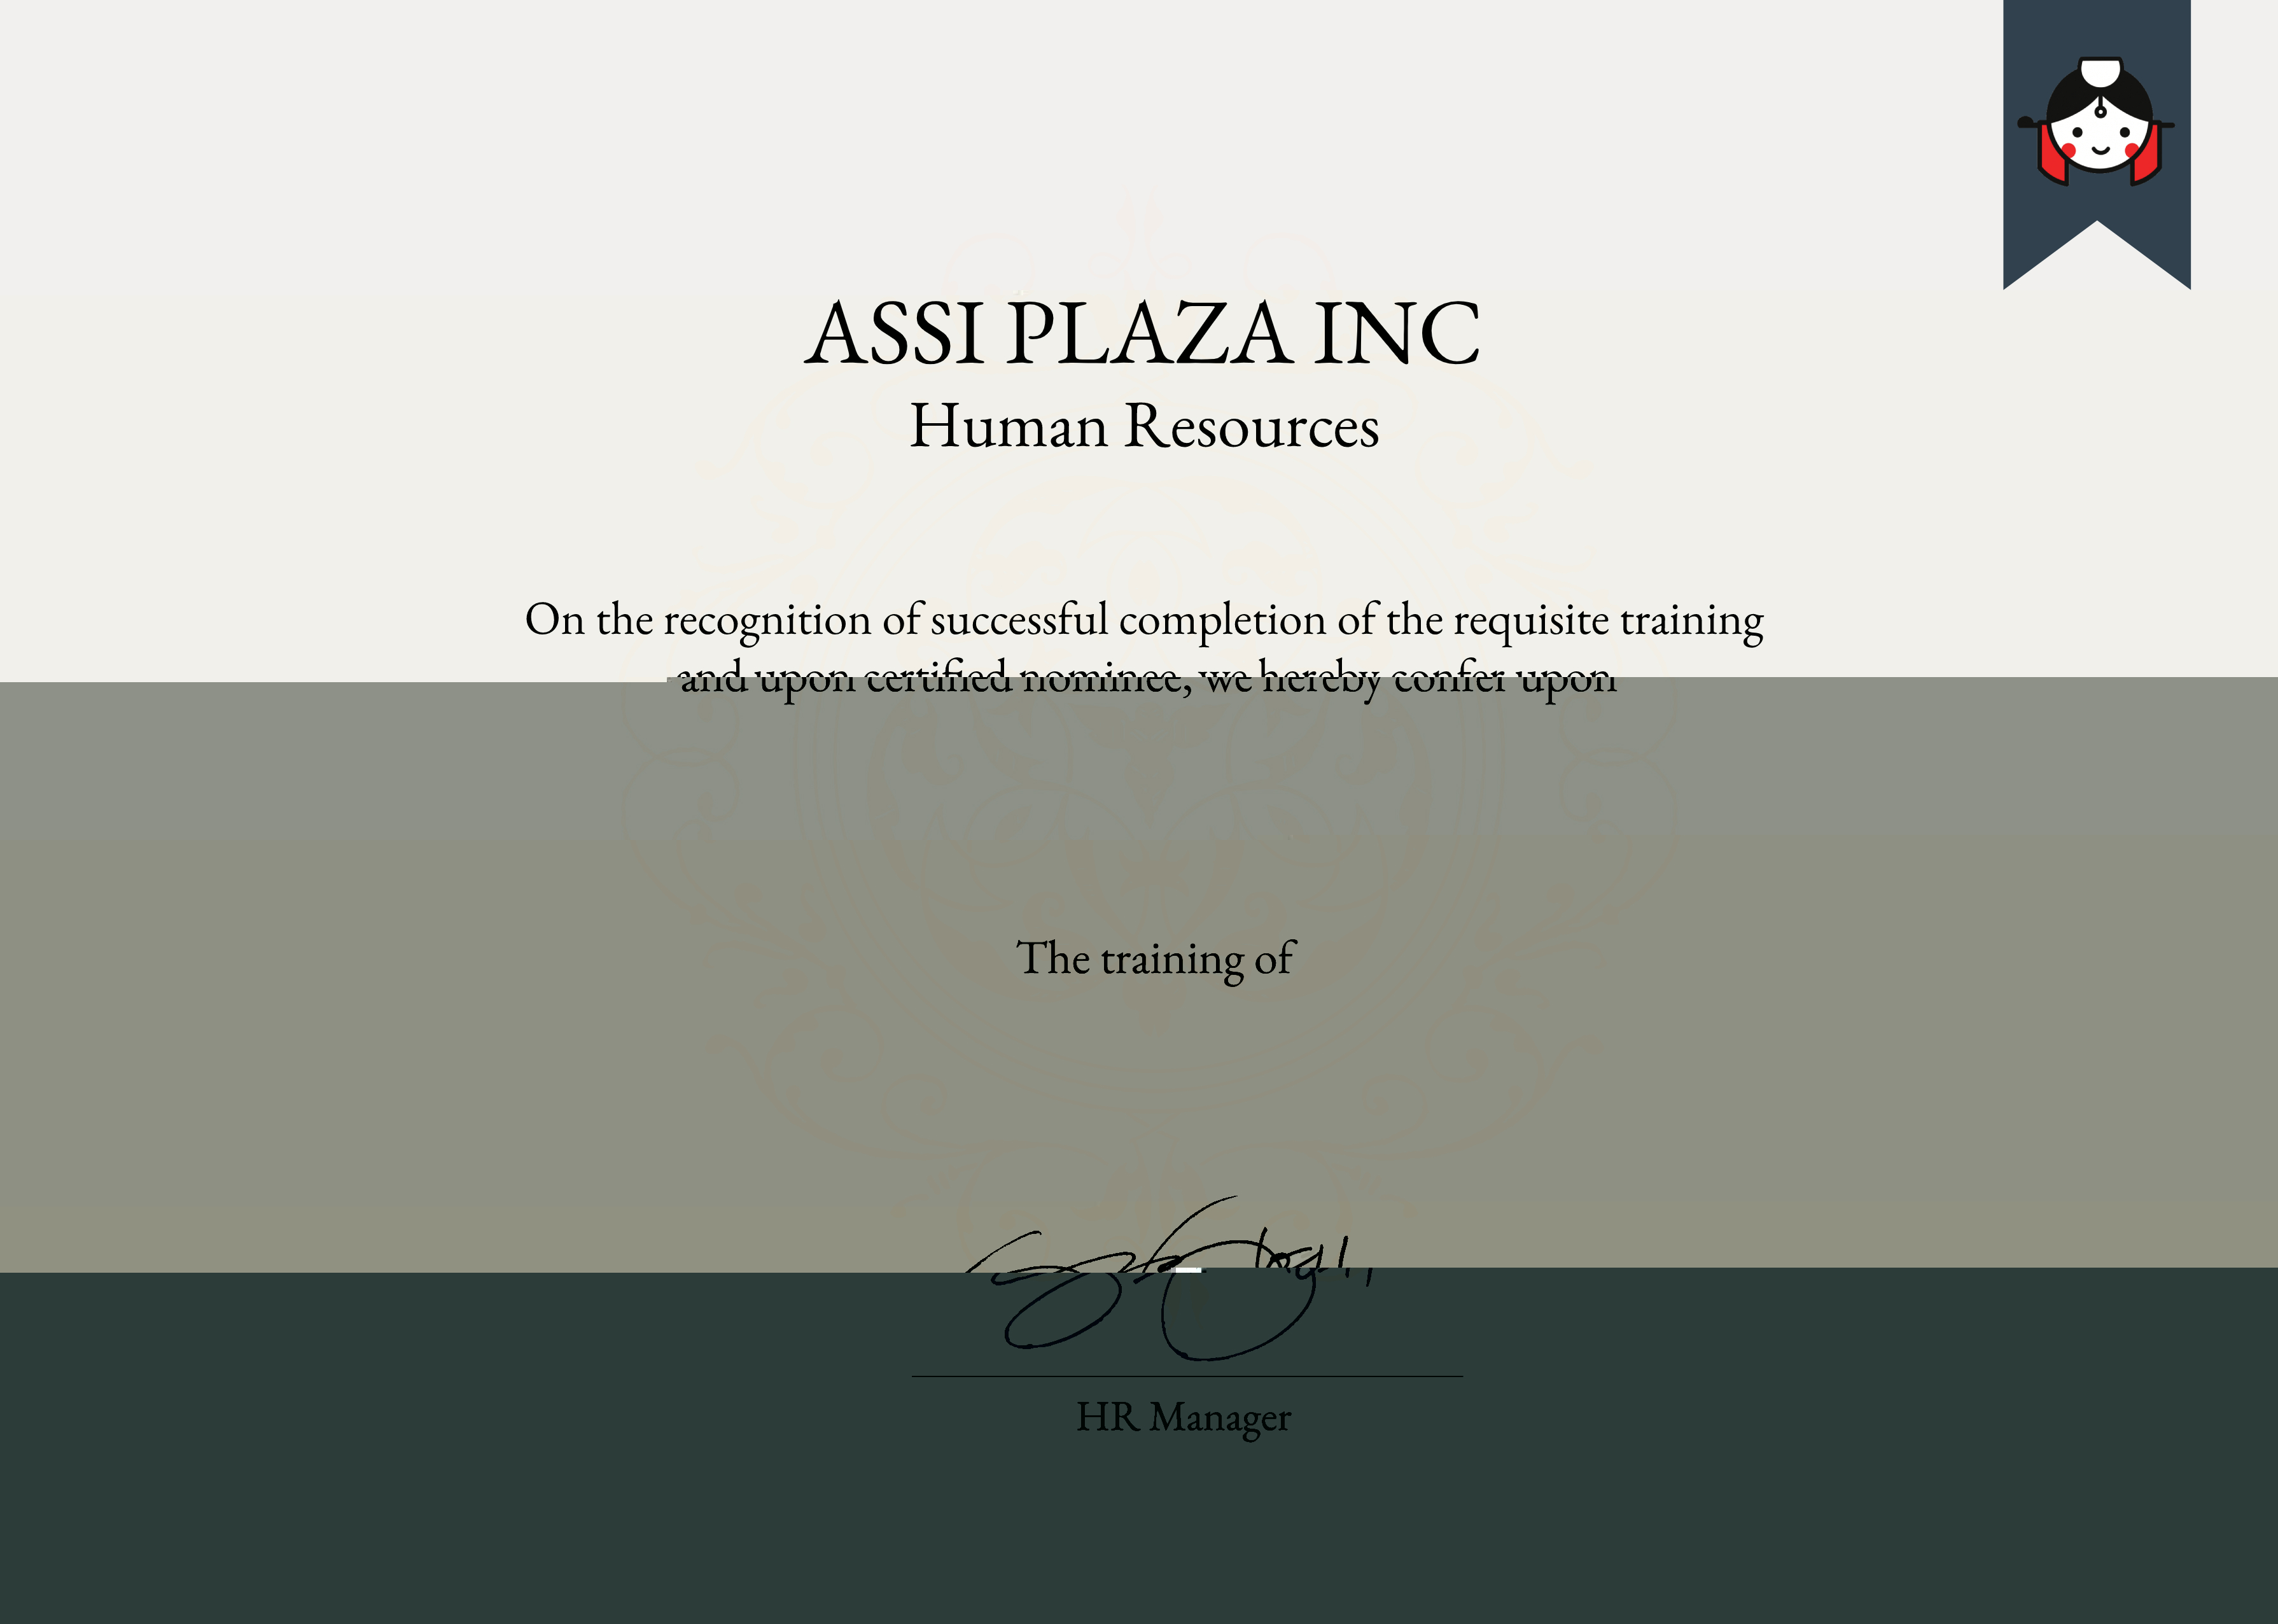 ASSI PLAZA INC
Human Resources
On the recognition of successful completion of the requisite training
and upon certified nominee, we hereby confer upon
The training of
HR Manager